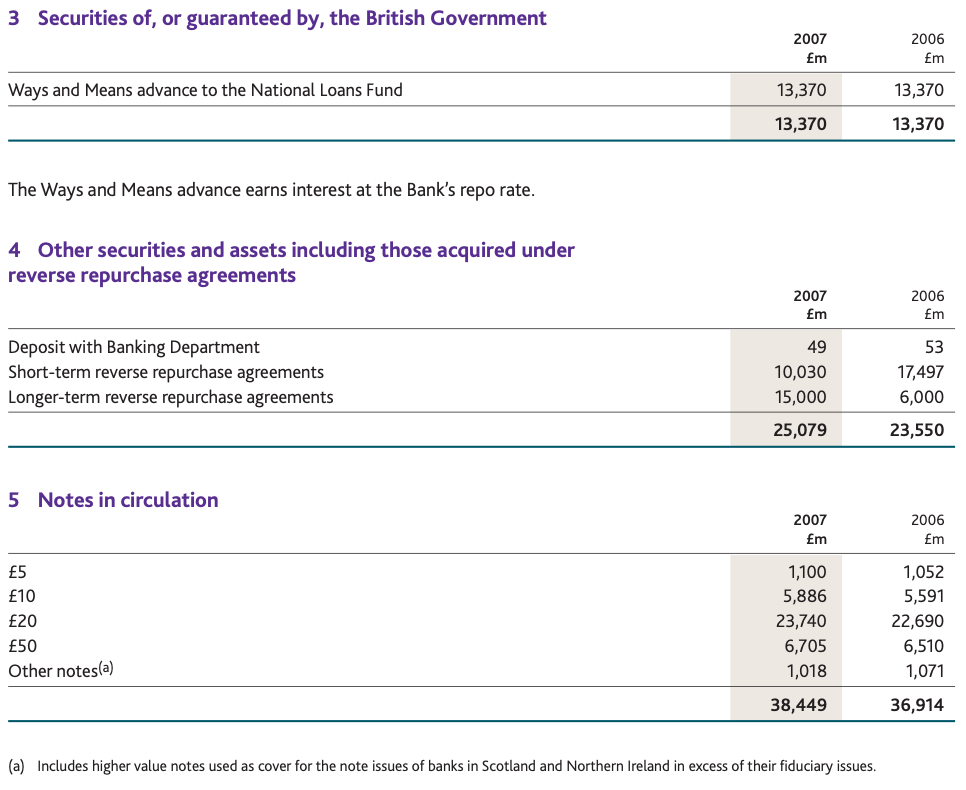 3 Securities of, or guaranteed by, the British Government
2007 2006
£m £m
Ways and Means advance to the National Loans Fund 13,370 13,370
13,370 13,370
The Ways and Means advance earns interest at the Bank’s repo rate.
4 Other securities and assets including those acquired under
reverse repurchase agreements
2007 2006
£m £m
Deposit with Banking Department 49 53
Short-term reverse repurchase agreements 10,030 17,497
Longer-term reverse repurchase agreements 15,000 6,000
25,079 23,550
5 Notes in circulation
2007 2006
£m £m
£5 1,100 1,052
£10 5,886 5,591
£20 23,740 22,690
£50 6,705 6,510
Other notes(a) 1,018 1,071
38,449 36,914
(a) Includes higher value notes used as cover for the note issues of banks in Scotland and Northern Ireland in excess of their fiduciary issues.